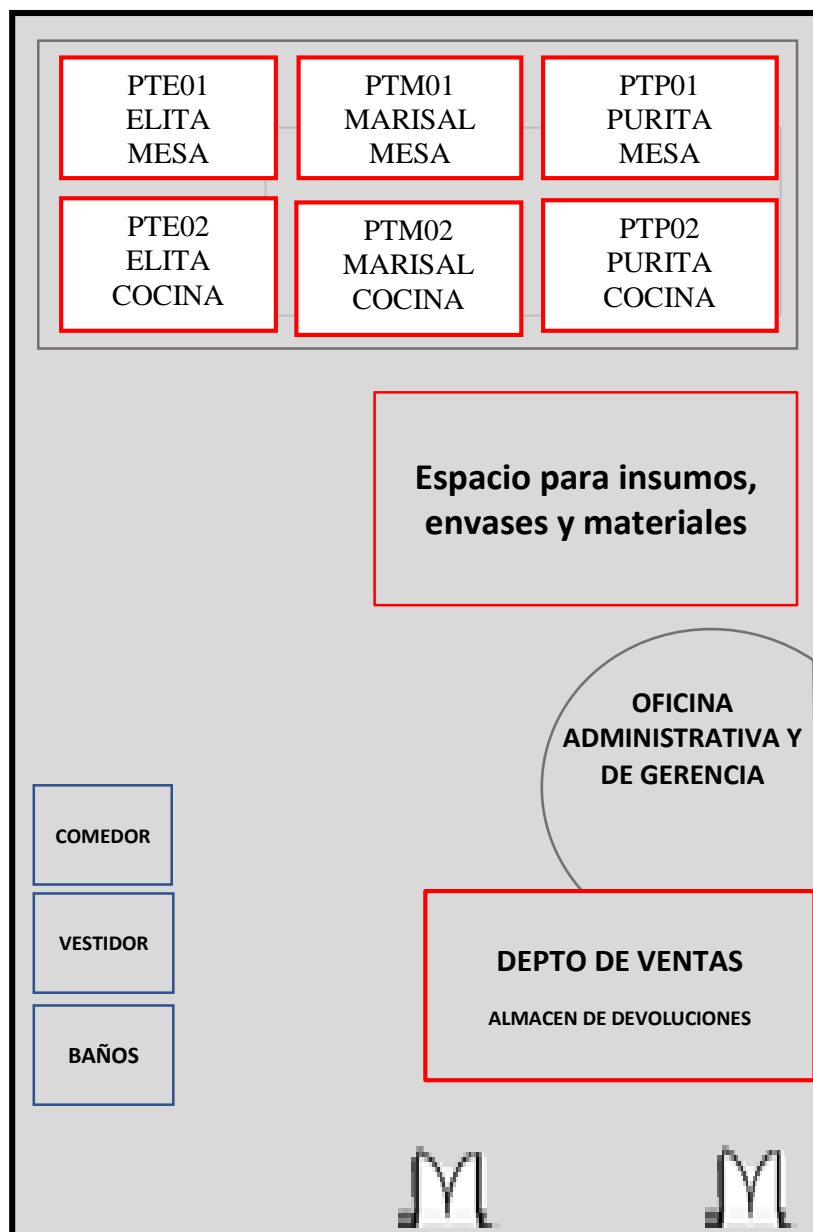 PTE01
ELITA
MESA
PTM01
MARISAL
MESA
PTP01
PURITA
MESA
PTE02
ELITA
COCINA
PTM02
MARISAL
COCINA
PTP02
PURITA
COCINA
Espacio para insumos,
envases y materiales
OFICINA
ADMINISTRATIVA Y
DE GERENCIA
COMEDOR
VESTIDOR
BAÑOS
DEPTO DE VENTAS
ALMACEN DE DEVOLUCIONES